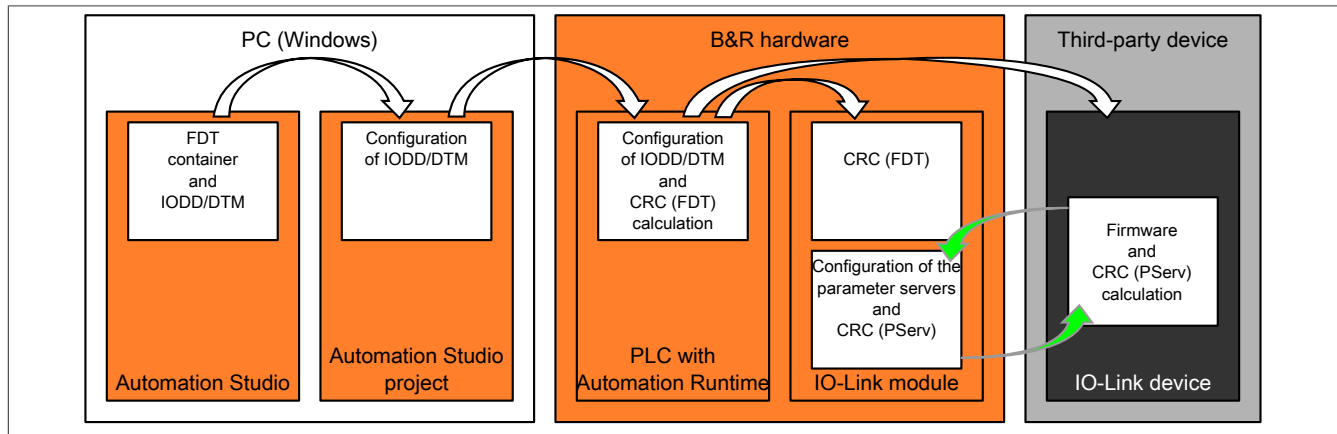 PC (Windows)
B&R hardware
Third-party device
FDT
container
and
IODD/DTM
Configuration
of IODD/DTM
Configuration
of IODD/DTM
and
CRC (FDT)
calculation
CRC (FDT)
Configuration of the
parameter servers
and
CRC (PServ)
Firmware
and
CRC (PServ)
calculation
Automation Studio
Automation Studio
project
PLC with
Automation Runtime
IO-Link module
IO-Link device